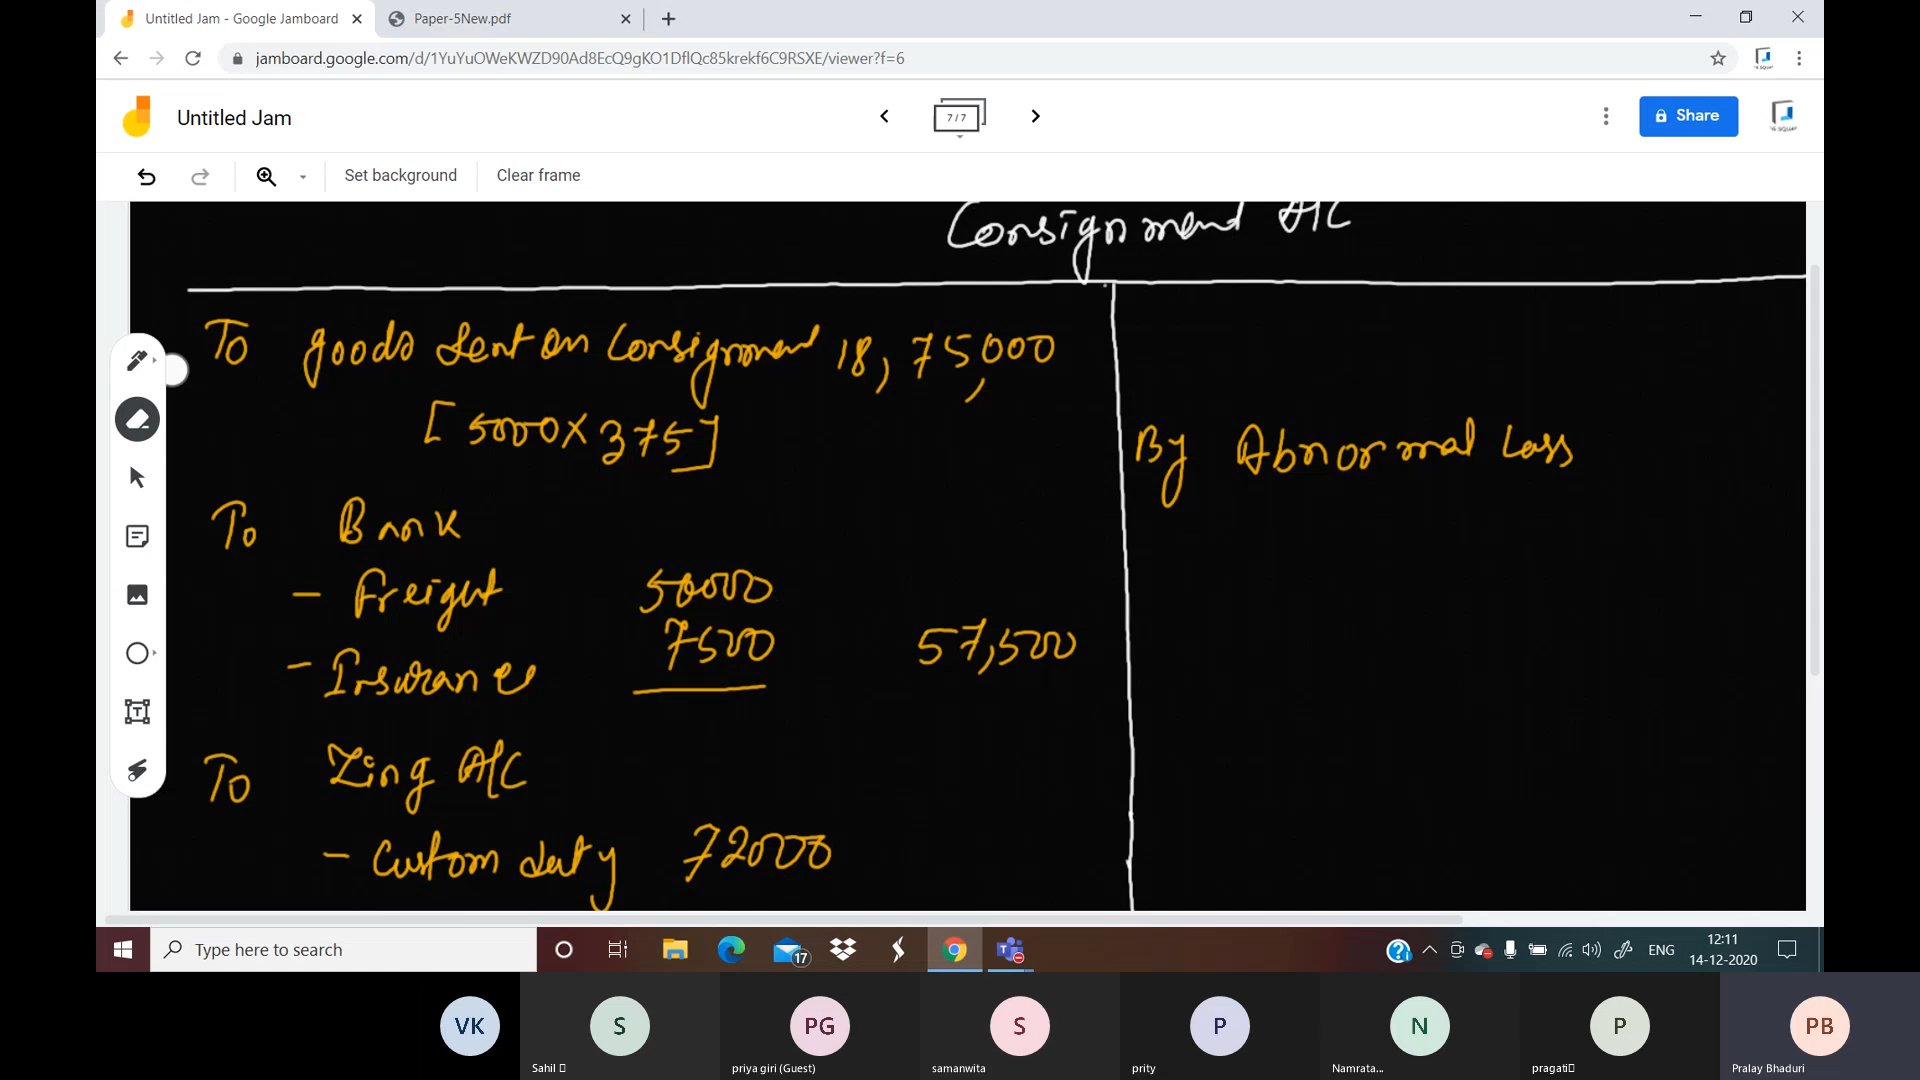 Untitled Jam - Google Jamboard
Paper-5New.pdf
jamboard.google.com/d/1YuYuOWeKWZD90Ad8EcQ9gKO1DflQc85krekf6C9RSXE/viewer?f=6
Untitled Jam
7 / 7
Share
Set background
Clear frame
Consignment A/C
To goods sent on Consignment 18,75,000
[5000X375]
By Abnormal Loss
To Bank
- Freight 50000
- Insurance 7500 57,500
To Zing A/C
- Custom duty 72000
Type here to search
17
ENG
12:11
14-12-2020
VK
S
PG
S
P
N
P
PB
Sahil
priya giri (Guest)
samanwita
prity
Namrata...
pragati
Pralay Bhaduri